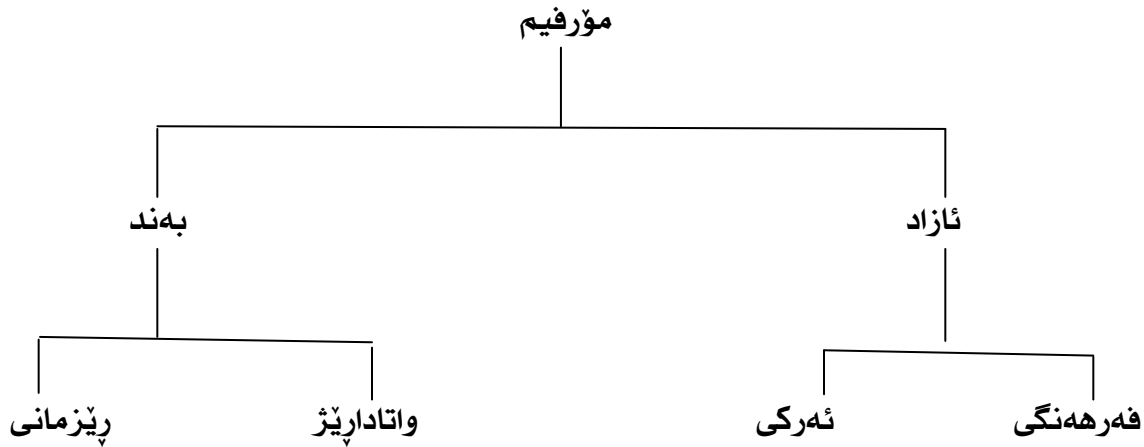 مۆرفیم
ئازاد
بەند
فەرهەنگی
ئەرکی
واتادارێژ
ڕێزمانی